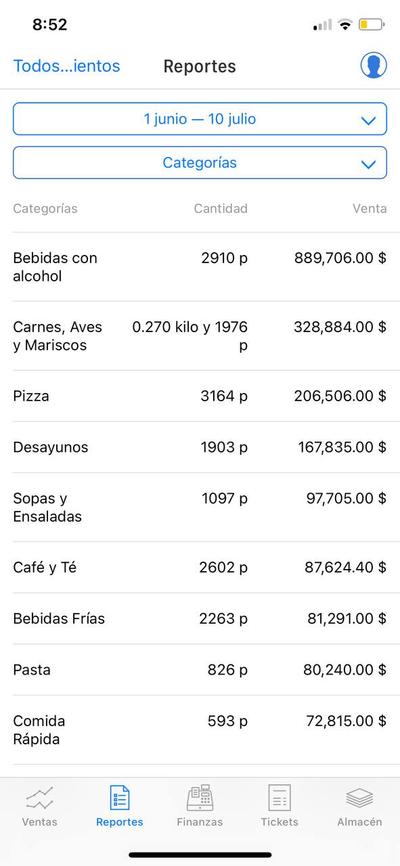 8:52
Todos...ientos Reportes
1 junio — 10 julio
Categorías
Categorías Cantidad Venta
Bebidas con alcohol 2910 p 889,706.00 $
Carnes, Aves y Mariscos 0.270 kilo y 1976 p 328,884.00 $
Pizza 3164 p 206,506.00 $
Desayunos 1903 p 167,835.00 $
Sopas y Ensaladas 1097 p 97,705.00 $
Café y Té 2602 p 87,624.40 $
Bebidas Frías 2263 p 81,291.00 $
Pasta 826 p 80,240.00 $
Comida Rápida 593 p 72,815.00 $
Ventas Reportes Finanzas Tickets Almacén